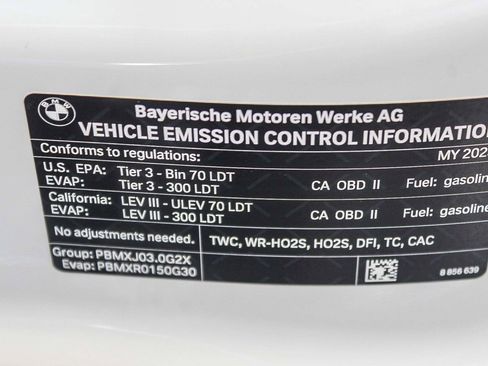 BMW
Bayerische Motoren Werke AG
VEHICLE EMISSION CONTROL INFORMATION
Conforms to regulations: MY 202
U.S. EPA: Tier 3 - Bin 70 LDT
EVAP: Tier 3 - 300 LDT CA OBD II Fuel: gasoline
California: LEV III - ULEV 70 LDT
EVAP: LEV III - 300 LDT CA OBD II Fuel: gasoline
No adjustments needed. TWC, WR-HO2S, HO2S, DFI, TC, CAC
Group: PBMXJ03.0G2X
Evap: PBMXR0150G30
8 856 639